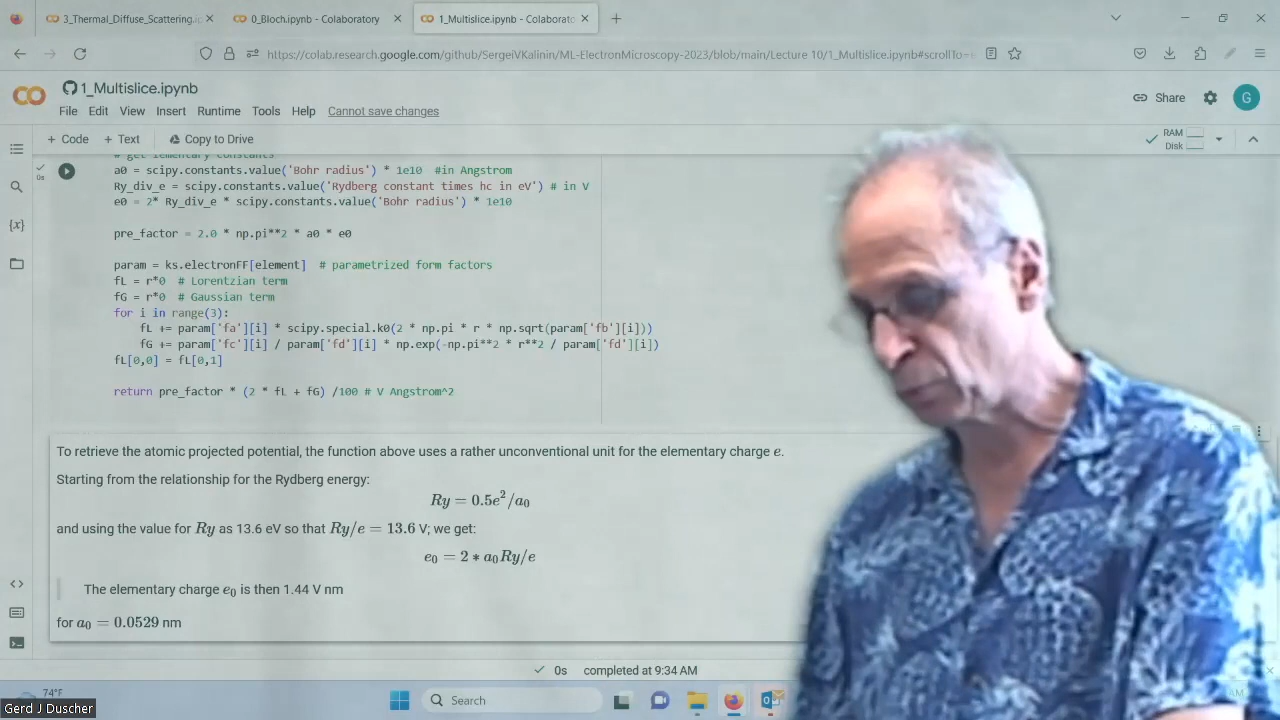 3_Thermal_Diffuse_Scattering.i
0_Bloch.ipynb - Colaboratory
1_Multislice.ipynb - Colaborato
https://colab.research.google.com/github/SergeiVKalinin/ML-ElectronMicroscopy-2023/blob/main/Lecture 10/1_Multislice.ipynb#scrollTo=
1_Multislice.ipynb
Share
G
File Edit View Insert Runtime Tools Help Cannot save changes
+ Code + Text Copy to Drive
RAM
Disk
# get lementary constants
0s
a0 = scipy.constants.value('Bohr radius') * 1e10 #in Angstrom
Ry_div_e = scipy.constants.value('Rydberg constant times hc in eV') # in V
e0 = 2* Ry_div_e * scipy.constants.value('Bohr radius') * 1e10
pre_factor = 2.0 * np.pi**2 * a0 * e0
param = ks.electronFF[element] # parametrized form factors
fL = r*0 # Lorentzian term
fG = r*0 # Gaussian term
for i in range(3):
fL += param['fa'][i] * scipy.special.k0(2 * np.pi * r * np.sqrt(param['fb'][i]))
fG += param['fc'][i] / param['fd'][i] * np.exp(-np.pi**2 * r**2 / param['fd'][i])
fL[0,0] = fL[0,1]
return pre_factor * (2 * fL + fG) /100 # V Angstrom^2
To retrieve the atomic projected potential, the function above uses a rather unconventional unit for the elementary charge e.
Starting from the relationship for the Rydberg energy:
Ry = 0.5e²/a₀
and using the value for Ry as 13.6 eV so that Ry/e = 13.6 V; we get:
e₀ = 2 * a₀Ry/e
The elementary charge e₀ is then 1.44 V nm
for a₀ = 0.0529 nm
0s completed at 9:34 AM
74°F
Search
AM
Gerd J Duscher